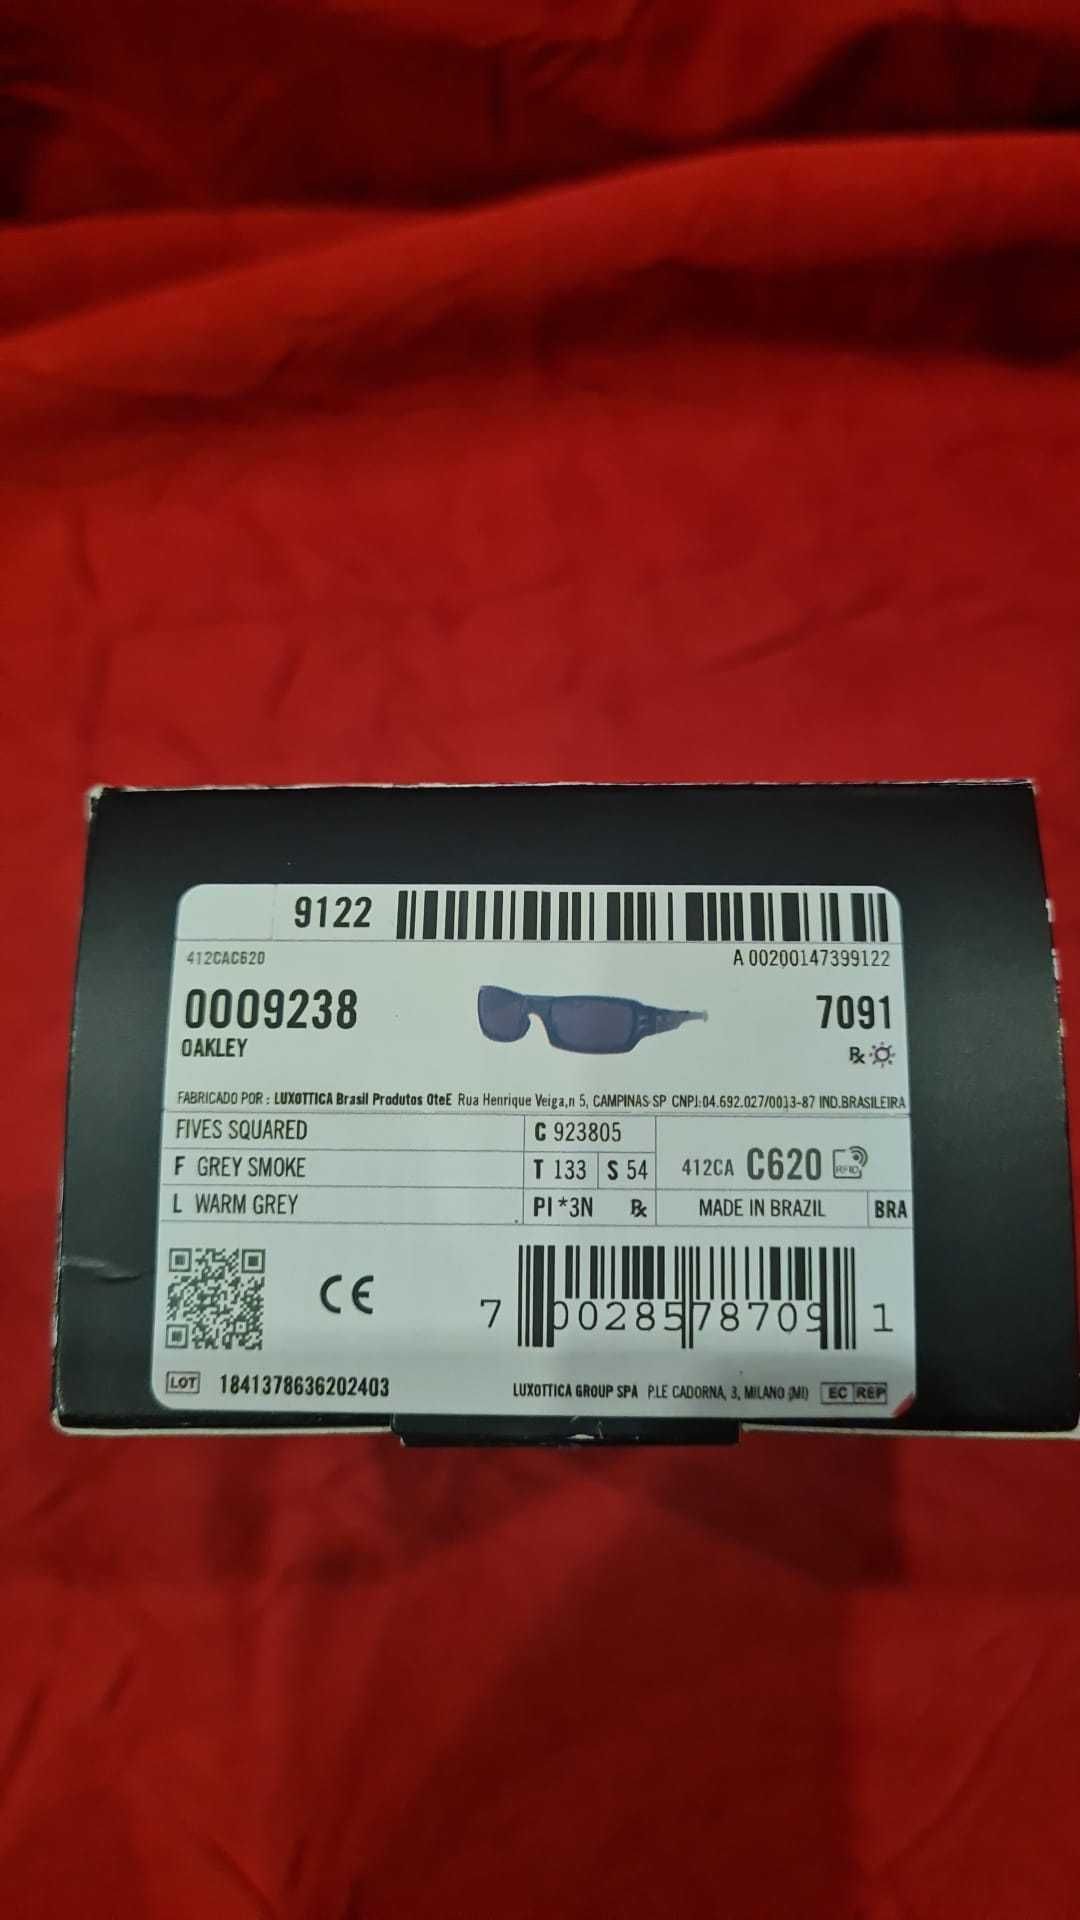 9122
412CAC620 A 00200147399122
0009238 7091
OAKLEY ℞
FABRICADO POR : LUXOTTICA Brasil Produtos OteE Rua Henrique Veiga,n 5, CAMPINAS-SP CNPJ:04.692.027/0013-87 IND.BRASILEIRA
FIVES SQUARED C 923805
F GREY SMOKE T 133 S 54 412CA C620 RFID
L WARM GREY PI *3N ℞ MADE IN BRAZIL BRA
CE
7 00285 78709 1
LOT 1841378636202403 LUXOTTICA GROUP SPA P.LE CADORNA, 3, MILANO (MI) EC REP